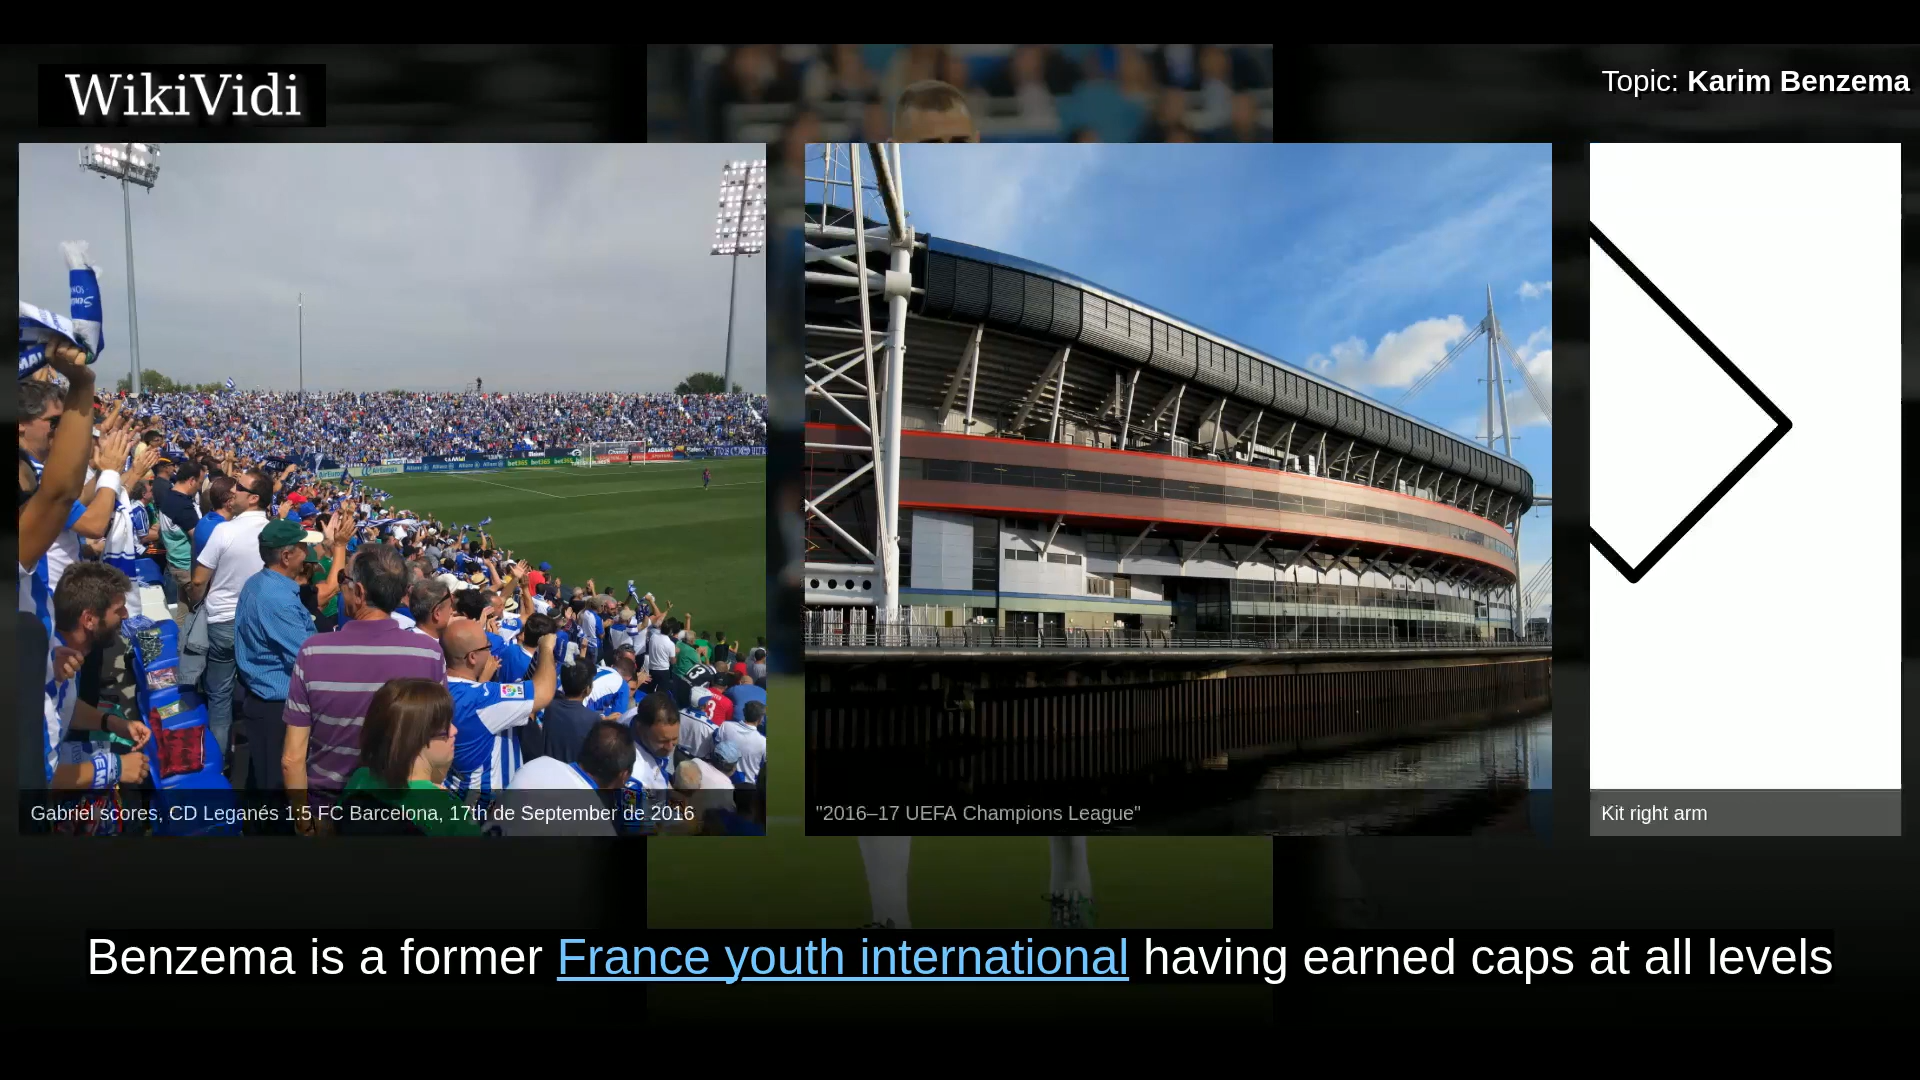 WikiVidi
Topic: Karim Benzema
Gabriel scores, CD Leganés 1:5 FC Barcelona, 17th de September de 2016
"2016–17 UEFA Champions League"
Kit right arm
Benzema is a former France youth international having earned caps at all levels